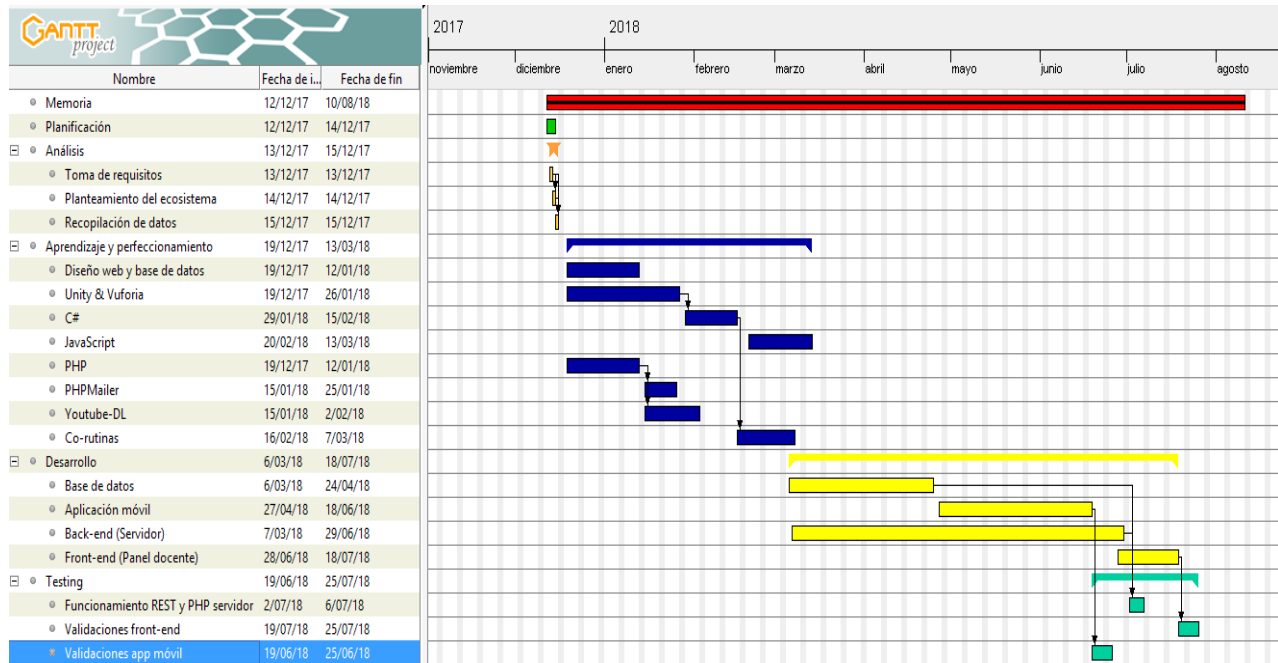 GANTT
project
2017 2018
noviembre diciembre enero febrero marzo abril mayo junio julio agosto
Nombre Fecha de i... Fecha de fin
Memoria 12/12/17 10/08/18
Planificación 12/12/17 14/12/17
Análisis 13/12/17 15/12/17
Toma de requisitos 13/12/17 13/12/17
Planteamiento del ecosistema 14/12/17 14/12/17
Recopilación de datos 15/12/17 15/12/17
Aprendizaje y perfeccionamiento 19/12/17 13/03/18
Diseño web y base de datos 19/12/17 12/01/18
Unity & Vuforia 19/12/17 26/01/18
C# 29/01/18 15/02/18
JavaScript 20/02/18 13/03/18
PHP 19/12/17 12/01/18
PHPMailer 15/01/18 25/01/18
Youtube-DL 15/01/18 2/02/18
Co-rutinas 16/02/18 7/03/18
Desarrollo 6/03/18 18/07/18
Base de datos 6/03/18 24/04/18
Aplicación móvil 27/04/18 18/06/18
Back-end (Servidor) 7/03/18 29/06/18
Front-end (Panel docente) 28/06/18 18/07/18
Testing 19/06/18 25/07/18
Funcionamiento REST y PHP servidor 2/07/18 6/07/18
Validaciones front-end 19/07/18 25/07/18
Validaciones app móvil 19/06/18 25/06/18